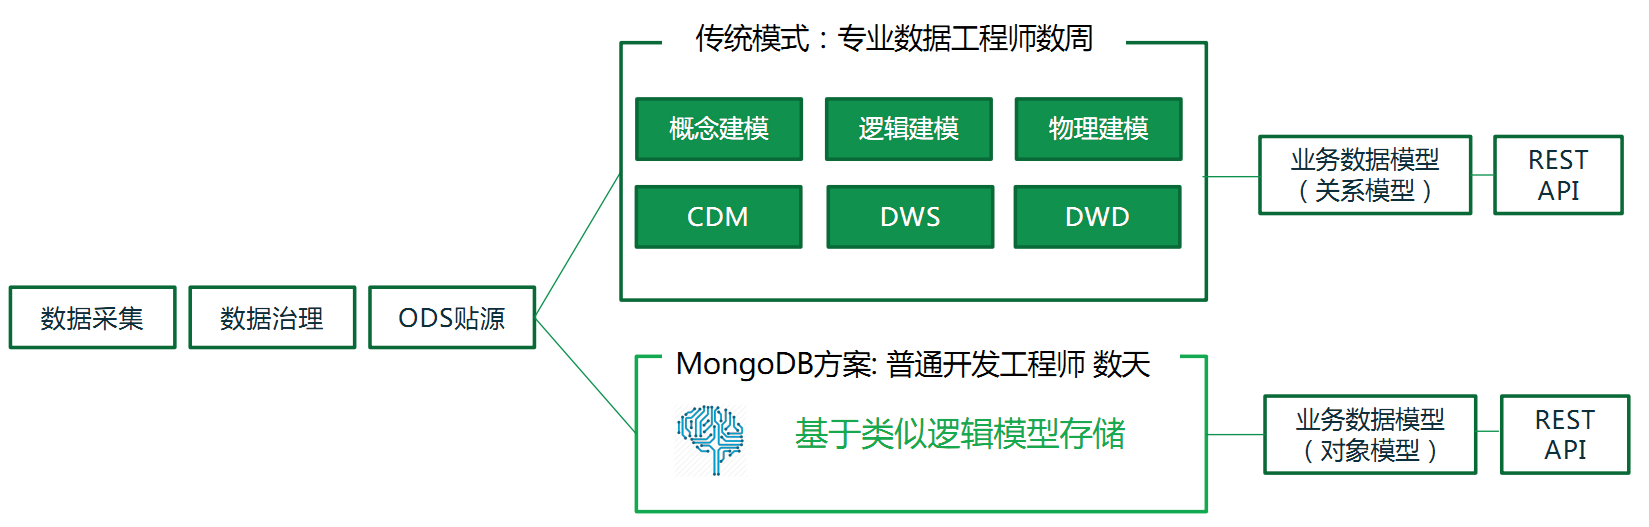 传统模式：专业数据工程师数周
概念建模
逻辑建模
物理建模
CDM
DWS
DWD
业务数据模型
（关系模型）
REST
API
数据采集
数据治理
ODS贴源
MongoDB方案: 普通开发工程师 数天
基于类似逻辑模型存储
业务数据模型
（对象模型）
REST
API